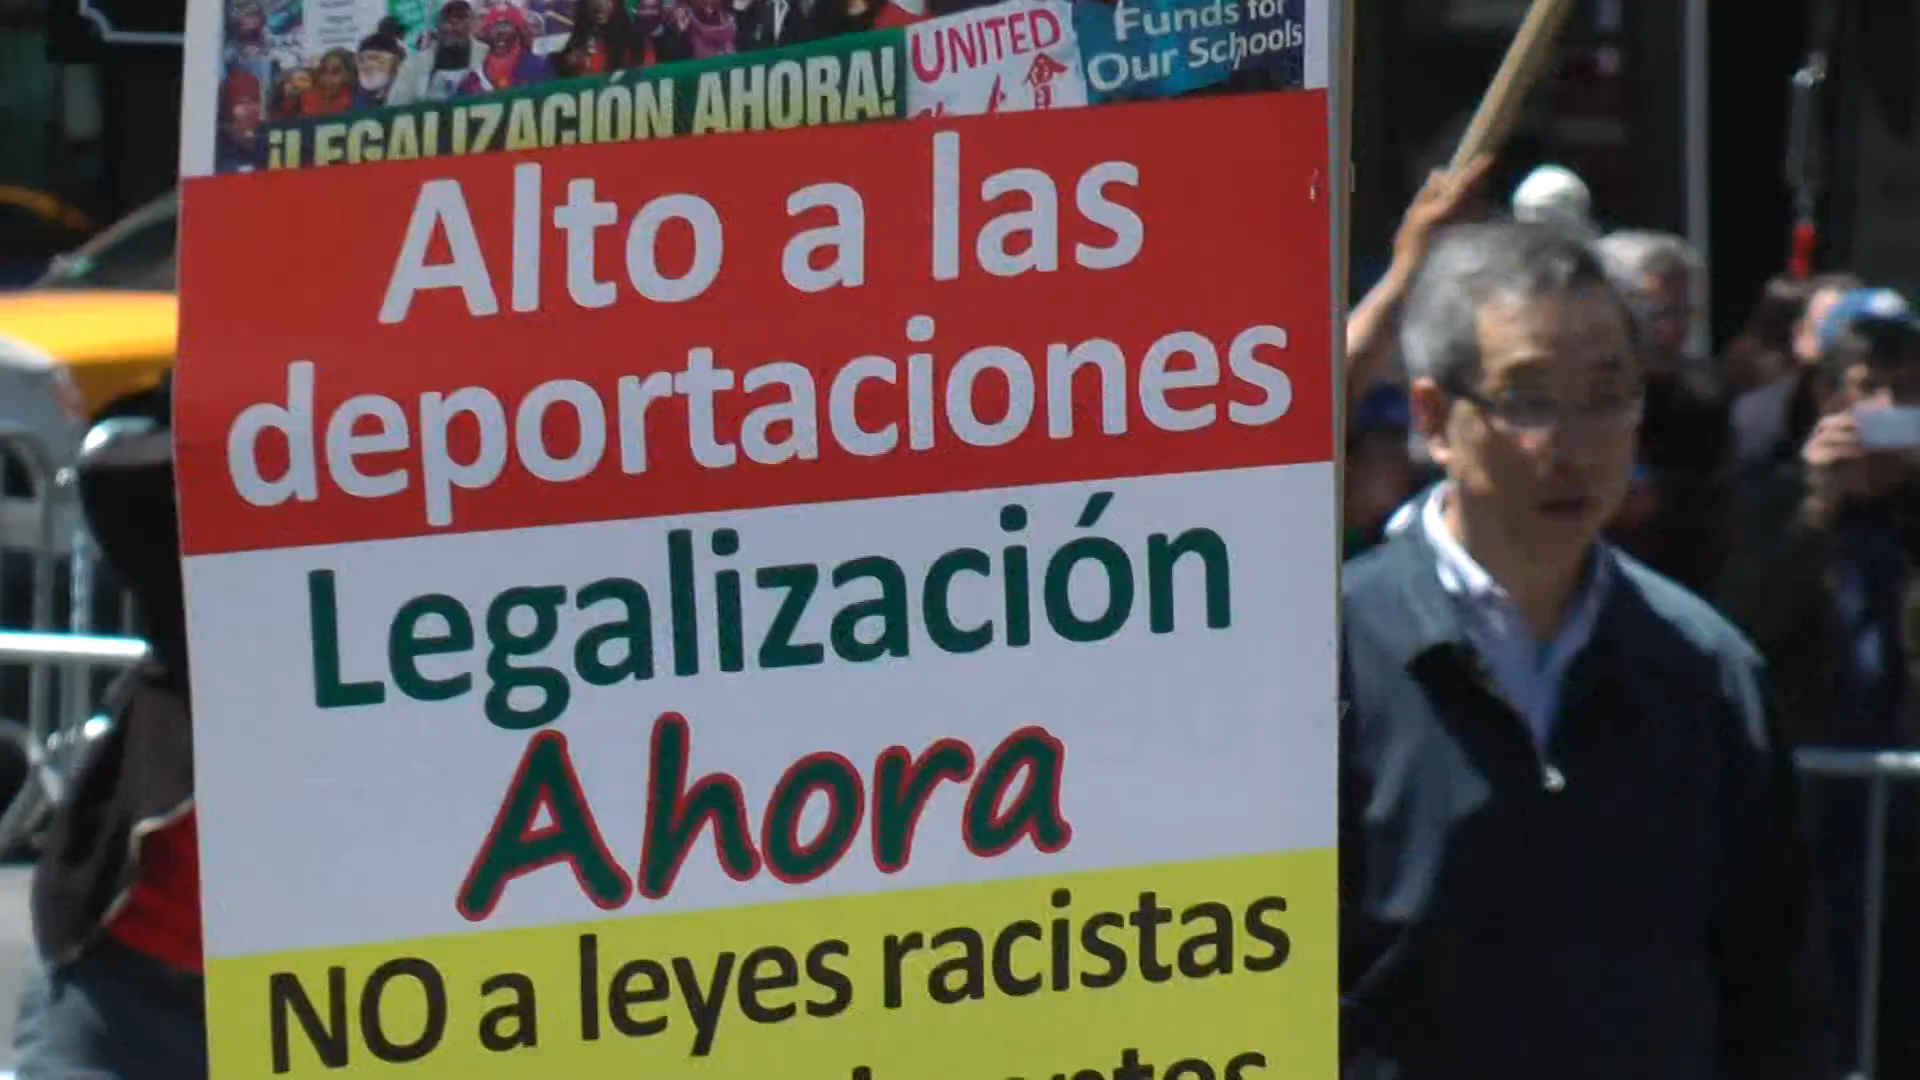 Funds for
Our Schools
UNITED
¡LEGALIZACIÓN AHORA!
Alto a las
deportaciones
Legalización
Ahora
NO a leyes racistas